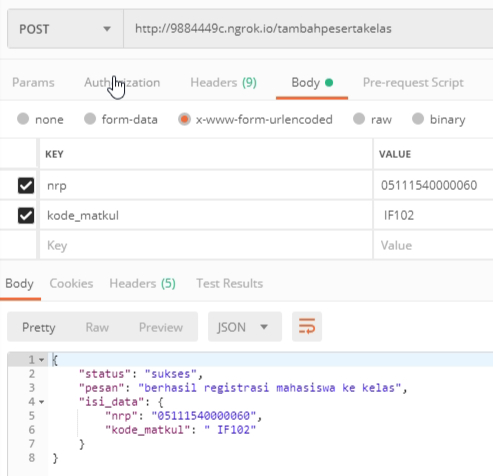 POST http://9884449c.ngrok.io/tambahpesertakelas
Params Authorization Headers (9) Body Pre-request Script
none form-data x-www-form-urlencoded raw binary
KEY VALUE
nrp 05111540000060
kode_matkul IF102
Key Value
Body Cookies Headers (5) Test Results
Pretty Raw Preview JSON
1 {
2 "status": "sukses",
3 "pesan": "berhasil registrasi mahasiswa ke kelas",
4 "isi_data": {
5 "nrp": "05111540000060",
6 "kode_matkul": " IF102"
7 }
8 }